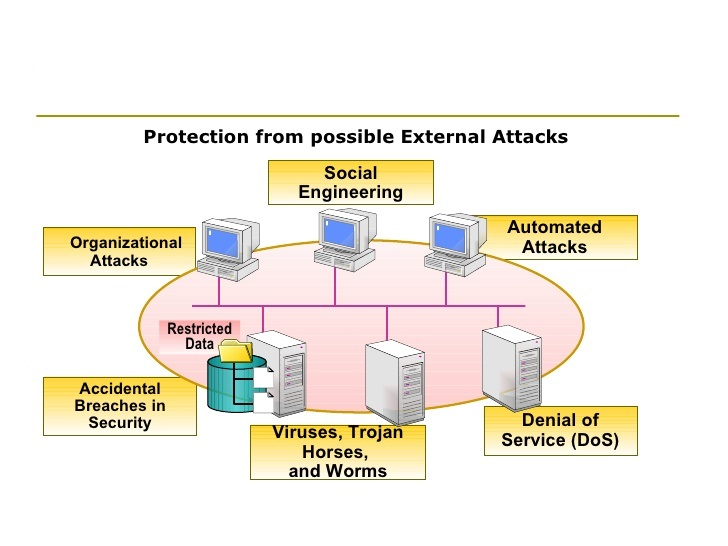 Protection from possible External Attacks
Social
Engineering
Automated
Attacks
Organizational
Attacks
Restricted
Data
Accidental
Breaches in
Security
Viruses, Trojan
Horses,
and Worms
Denial of
Service (DoS)